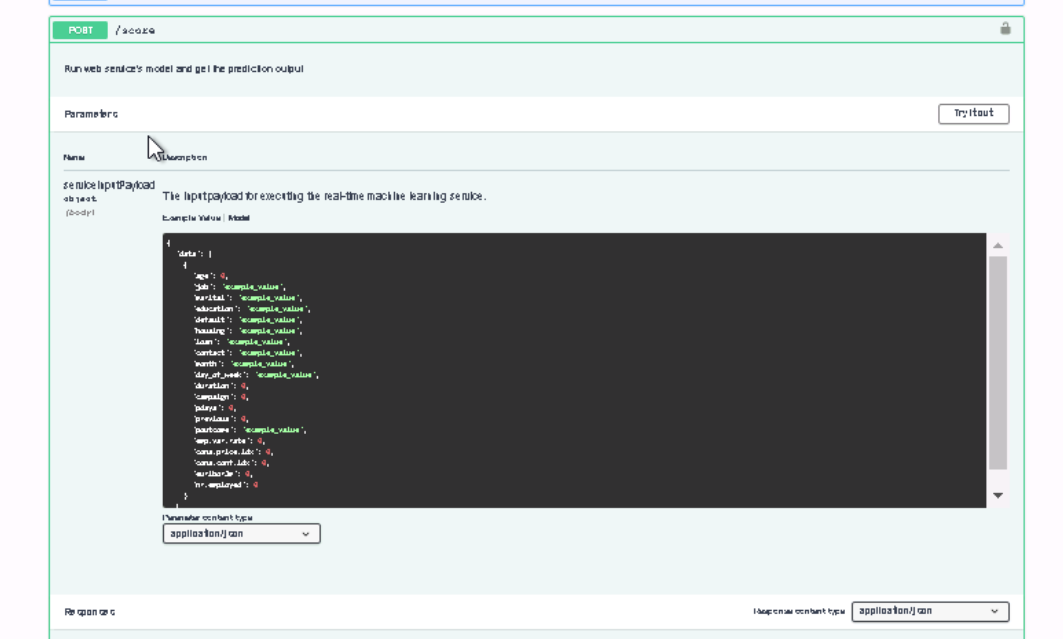 POST /score
Run web service's model and get the prediction output
Parameters
Try it out
Name Description
serviceInputPayload
object
(body)
The input payload for executing the real-time machine learning service.
Example Value | Model
{
"data": [
{
"age": 0,
"job": "example_value",
"marital": "example_value",
"education": "example_value",
"default": "example_value",
"housing": "example_value",
"loan": "example_value",
"contact": "example_value",
"month": "example_value",
"day_of_week": "example_value",
"duration": 0,
"campaign": 0,
"pdays": 0,
"previous": 0,
"poutcome": "example_value",
"emp.var.rate": 0,
"cons.price.idx": 0,
"cons.conf.idx": 0,
"euribor3m": 0,
"nr.employed": 0
}
]
Parameter content type
application/json
Responses
Response content type application/json